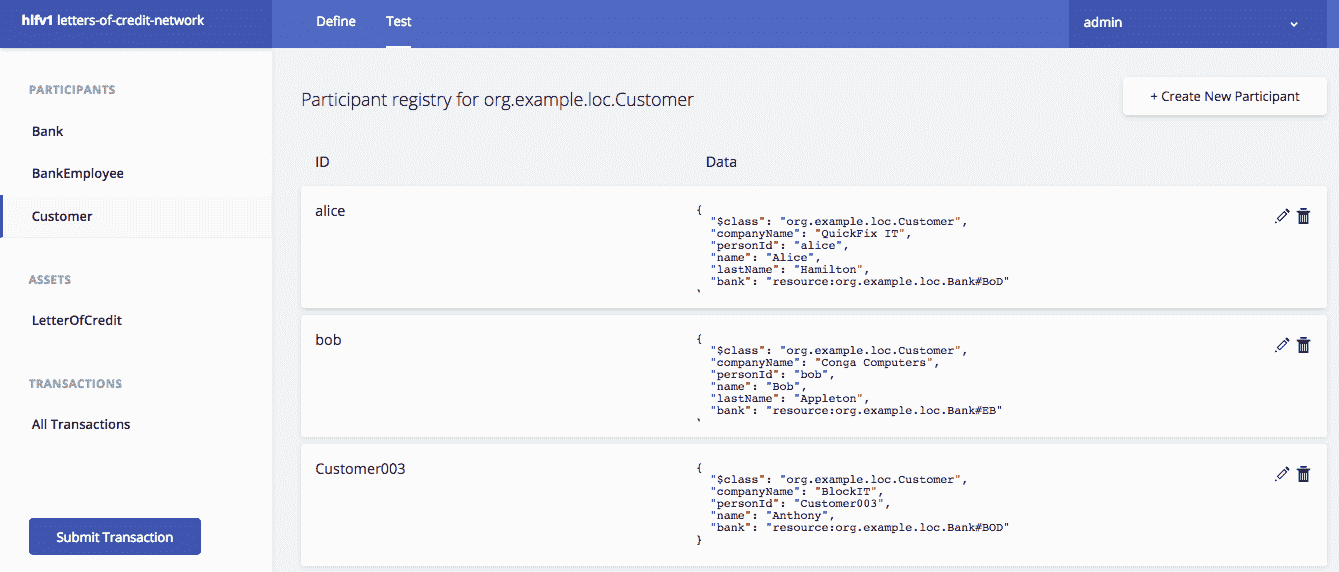 hlfv1 letters-of-credit-network
Define
Test
admin
PARTICIPANTS
Bank
BankEmployee
Customer
ASSETS
LetterOfCredit
TRANSACTIONS
All Transactions
Submit Transaction
Participant registry for org.example.loc.Customer
+ Create New Participant
ID
Data
alice
{
"$class": "org.example.loc.Customer",
"companyName": "QuickFix IT",
"personId": "alice",
"name": "Alice",
"lastName": "Hamilton",
"bank": "resource:org.example.loc.Bank#BoD"
bob
{
"$class": "org.example.loc.Customer",
"companyName": "Conga Computers",
"personId": "bob",
"name": "Bob",
"lastName": "Appleton",
"bank": "resource:org.example.loc.Bank#EB"
Customer003
{
"$class": "org.example.loc.Customer",
"companyName": "BlockIT",
"personId": "Customer003",
"name": "Anthony",
"bank": "resource:org.example.loc.Bank#BOD"
}